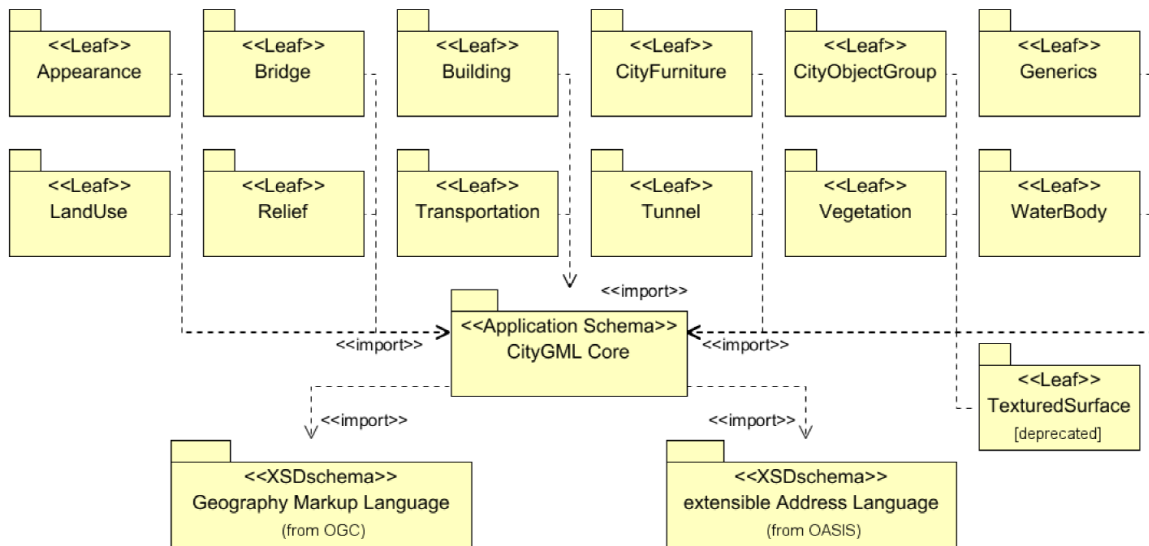 <<Leaf>>
Appearance
<<Leaf>>
Bridge
<<Leaf>>
Building
<<Leaf>>
CityFurniture
<<Leaf>>
CityObjectGroup
<<Leaf>>
Generics
<<Leaf>>
LandUse
<<Leaf>>
Relief
<<Leaf>>
Transportation
<<Leaf>>
Tunnel
<<Leaf>>
Vegetation
<<Leaf>>
WaterBody
<<import>>
<<Application Schema>>
CityGML Core
<<import>>
<<import>>
<<Leaf>>
TexturedSurface
[deprecated]
<<import>>
<<import>>
<<XSDschema>>
Geography Markup Language
(from OGC)
<<XSDschema>>
extensible Address Language
(from OASIS)